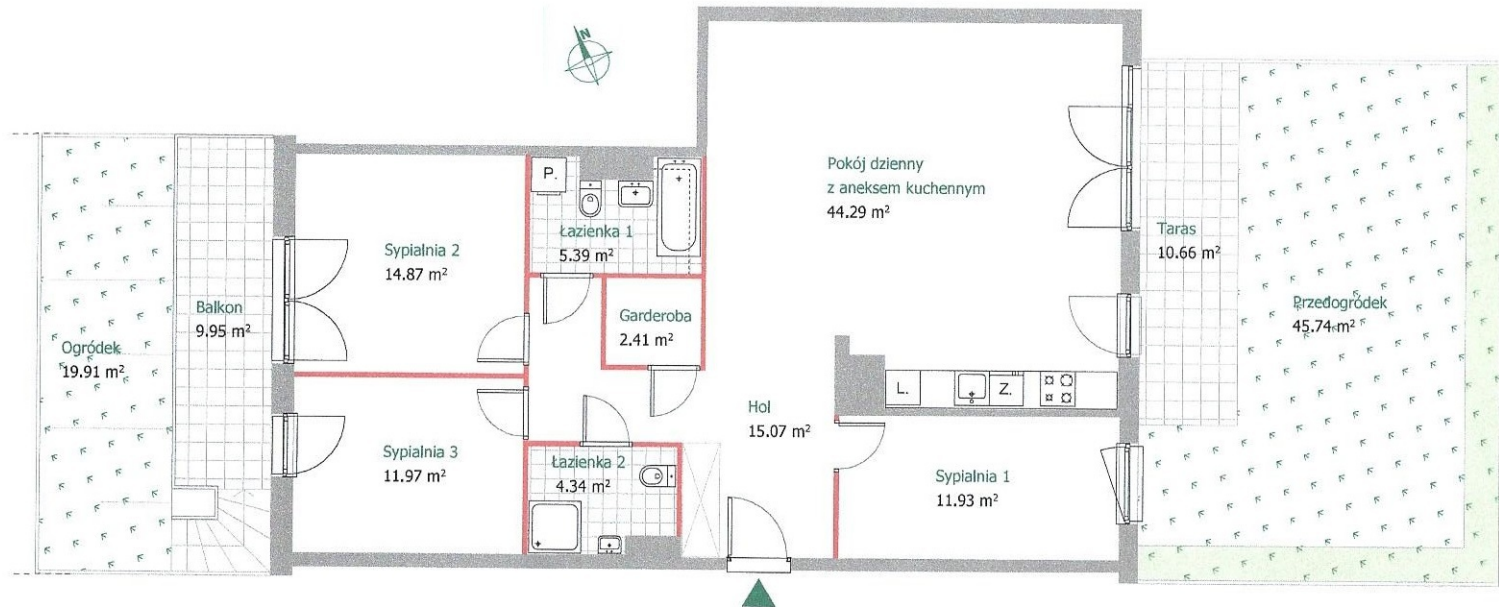 N
Pokój dzienny
z aneksem kuchennym
44.29 m²
P.
Łazienka 1
5.39 m²
Sypialnia 2
14.87 m²
Taras
10.66 m²
Balkon
9.95 m²
Garderoba
2.41 m²
Przedogródek
45.74 m²
Ogródek
19.91 m²
L.
Z.
Hol
15.07 m²
Sypialnia 3
11.97 m²
Łazienka 2
4.34 m²
Sypialnia 1
11.93 m²